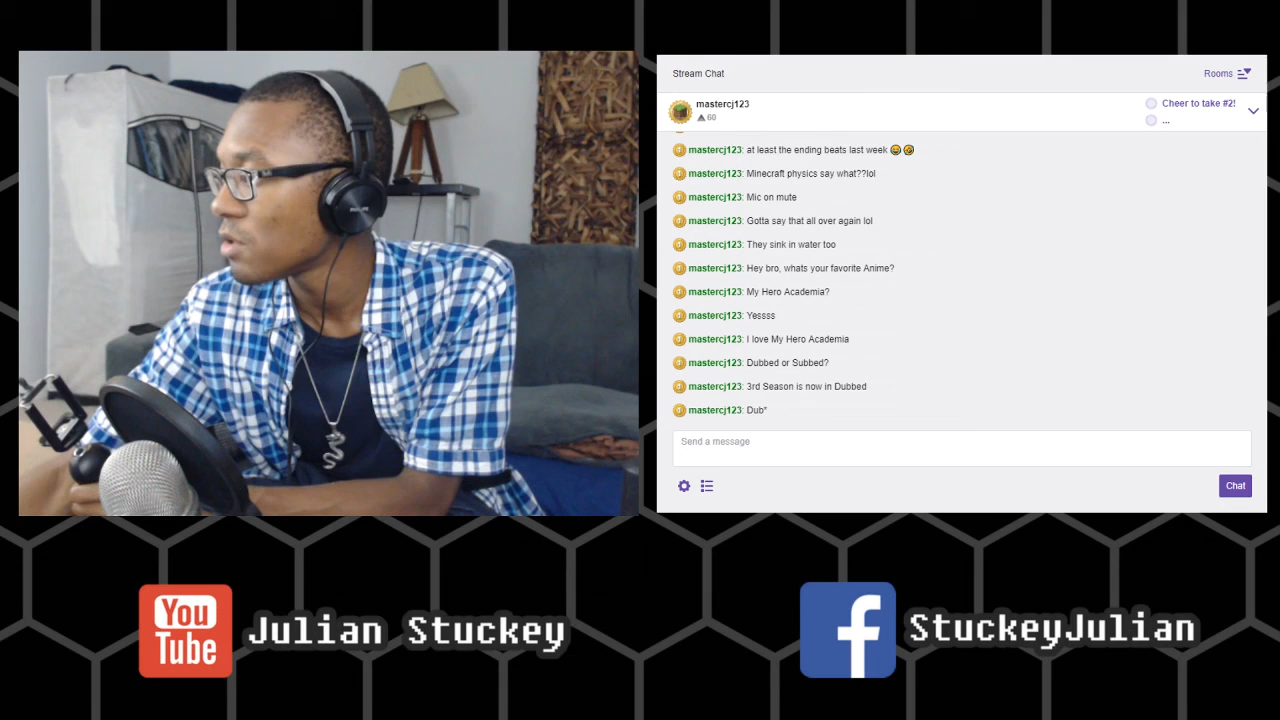 Stream Chat
Rooms
mastercj123
60
Cheer to take #2!
...
mastercj123: at least the ending beats last week
mastercj123: Minecraft physics say what??lol
mastercj123: Mic on mute
mastercj123: Gotta say that all over again lol
mastercj123: They sink in water too
mastercj123: Hey bro, whats your favorite Anime?
mastercj123: My Hero Academia?
mastercj123: Yessss
mastercj123: I love My Hero Academia
mastercj123: Dubbed or Subbed?
mastercj123: 3rd Season is now in Dubbed
mastercj123: Dub*
Send a message
Chat
You
Tube
Julian Stuckey
f
StuckeyJulian